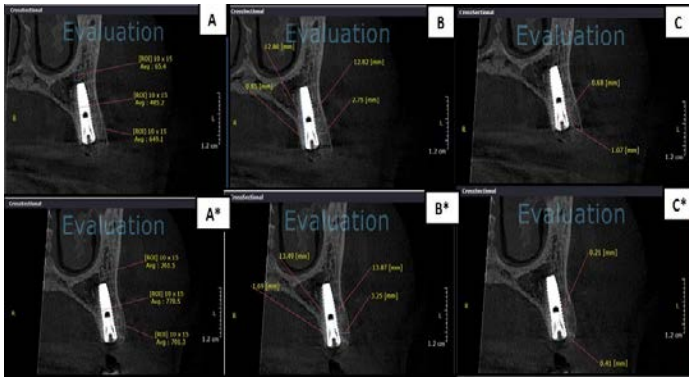 CrossSectional
A
Evaluation
[ROI] 10 x 15
Avg : 65.4
[ROI] 10 x 15
Avg : 485.2
[ROI] 10 x 15
Avg : 649.1
R
L
1.2 cm
CrossSectional
B
Evaluation
12.82 [mm]
0.85 [mm]
2.75 [mm]
R
L
1.2 cm
CrossSectional
C
Evaluation
0.68 [mm]
1.07 [mm]
R
L
1.2 cm
CrossSectional
A*
Evaluation
[ROI] 10 x 15
Avg : 261.5
[ROI] 10 x 15
[ROI] 10 x 15
R
L
1.2 cm
CrossSectional
B*
Evaluation
13.49 [mm]
13.87 [mm]
1.69 [mm]
3.25 [mm]
R
L
1.2 cm
CrossSectional
C*
Evaluation
0.21 [mm]
0.41 [mm]
R
L
1.2 cm